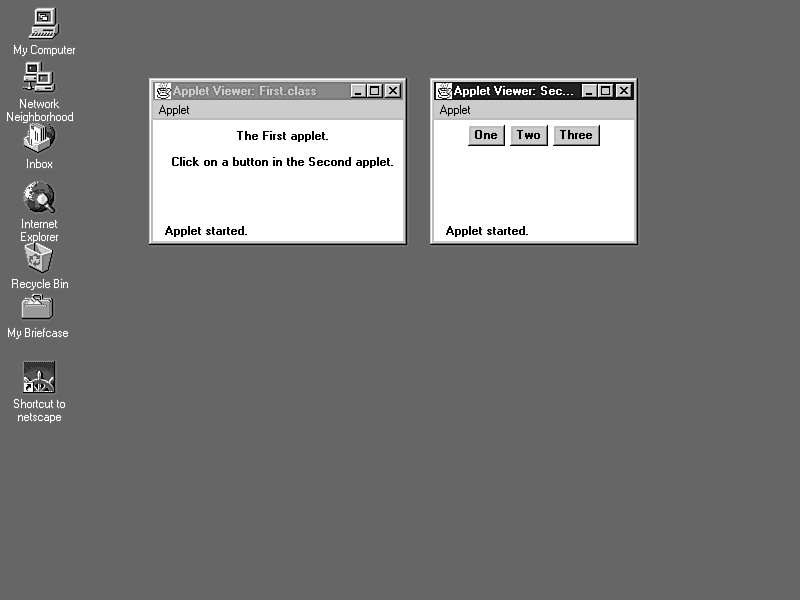 My Computer
Network
Neighborhood
Inbox
Internet
Explorer
Recycle Bin
My Briefcase
Shortcut to
netscape
Applet Viewer: First.class
Applet
The First applet.
Click on a button in the Second applet.
Applet started.
Applet Viewer: Sec...
Applet
One Two Three
Applet started.